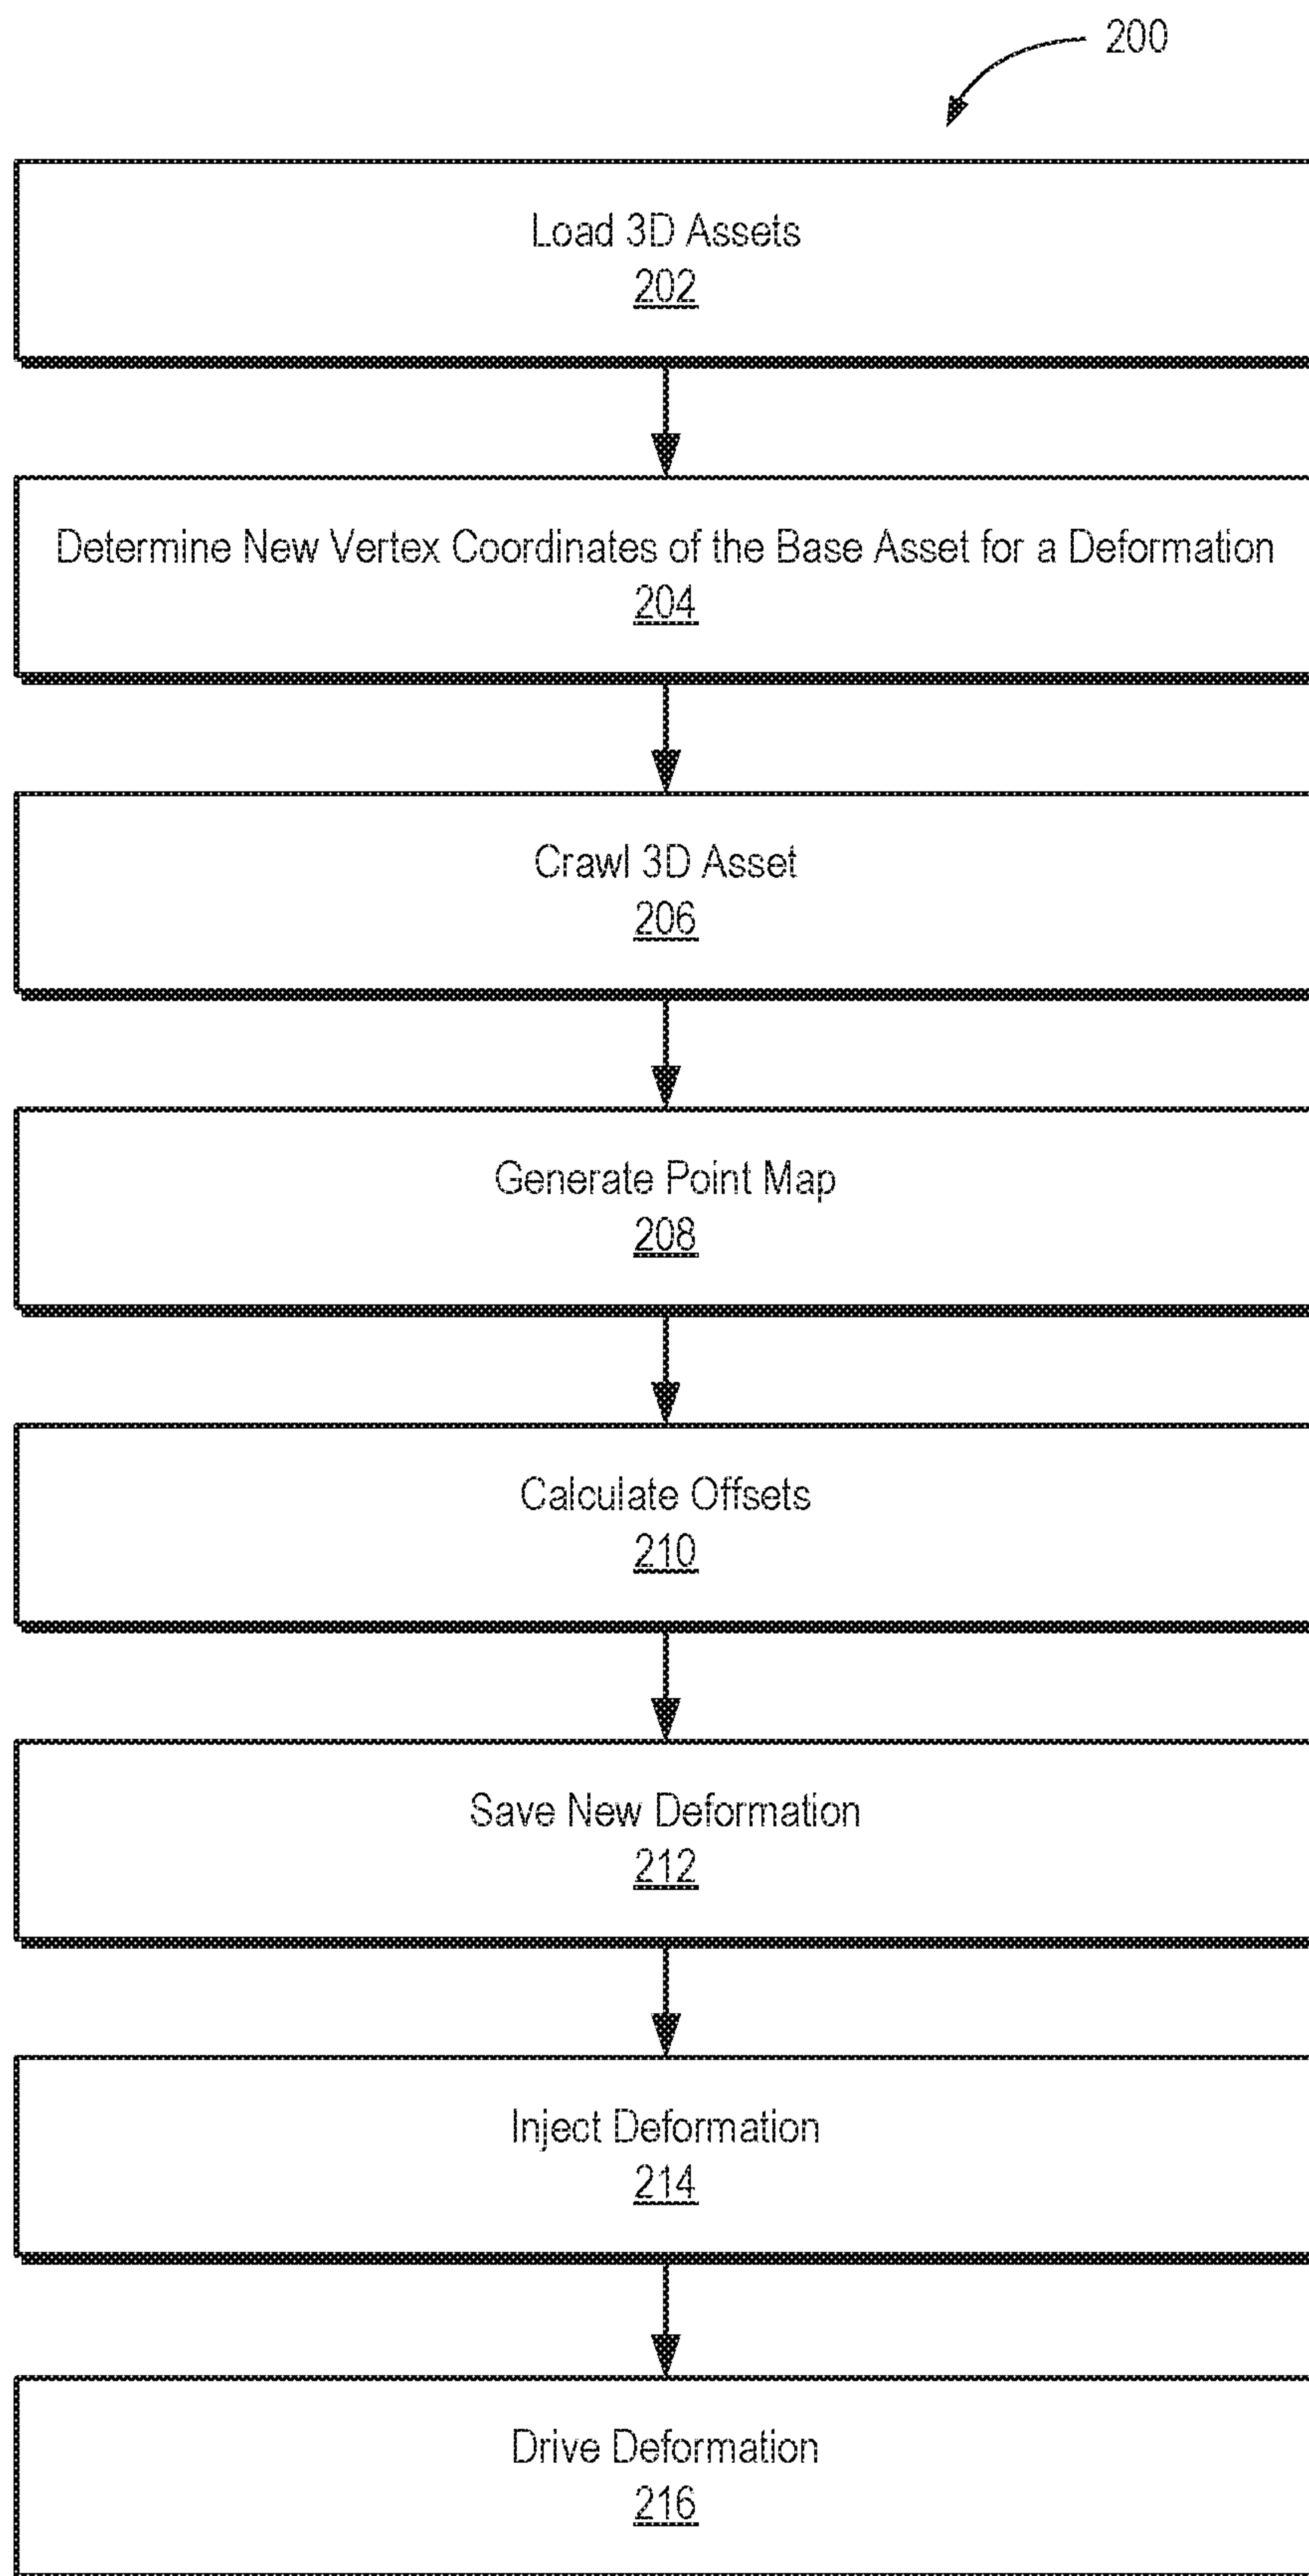 200
Load 3D Assets
202
Determine New Vertex Coordinates of the Base Asset for a Deformation
204
Crawl 3D Asset
206
Generate Point Map
208
Calculate Offsets
210
Save New Deformation
212
Inject Deformation
214
Drive Deformation
216